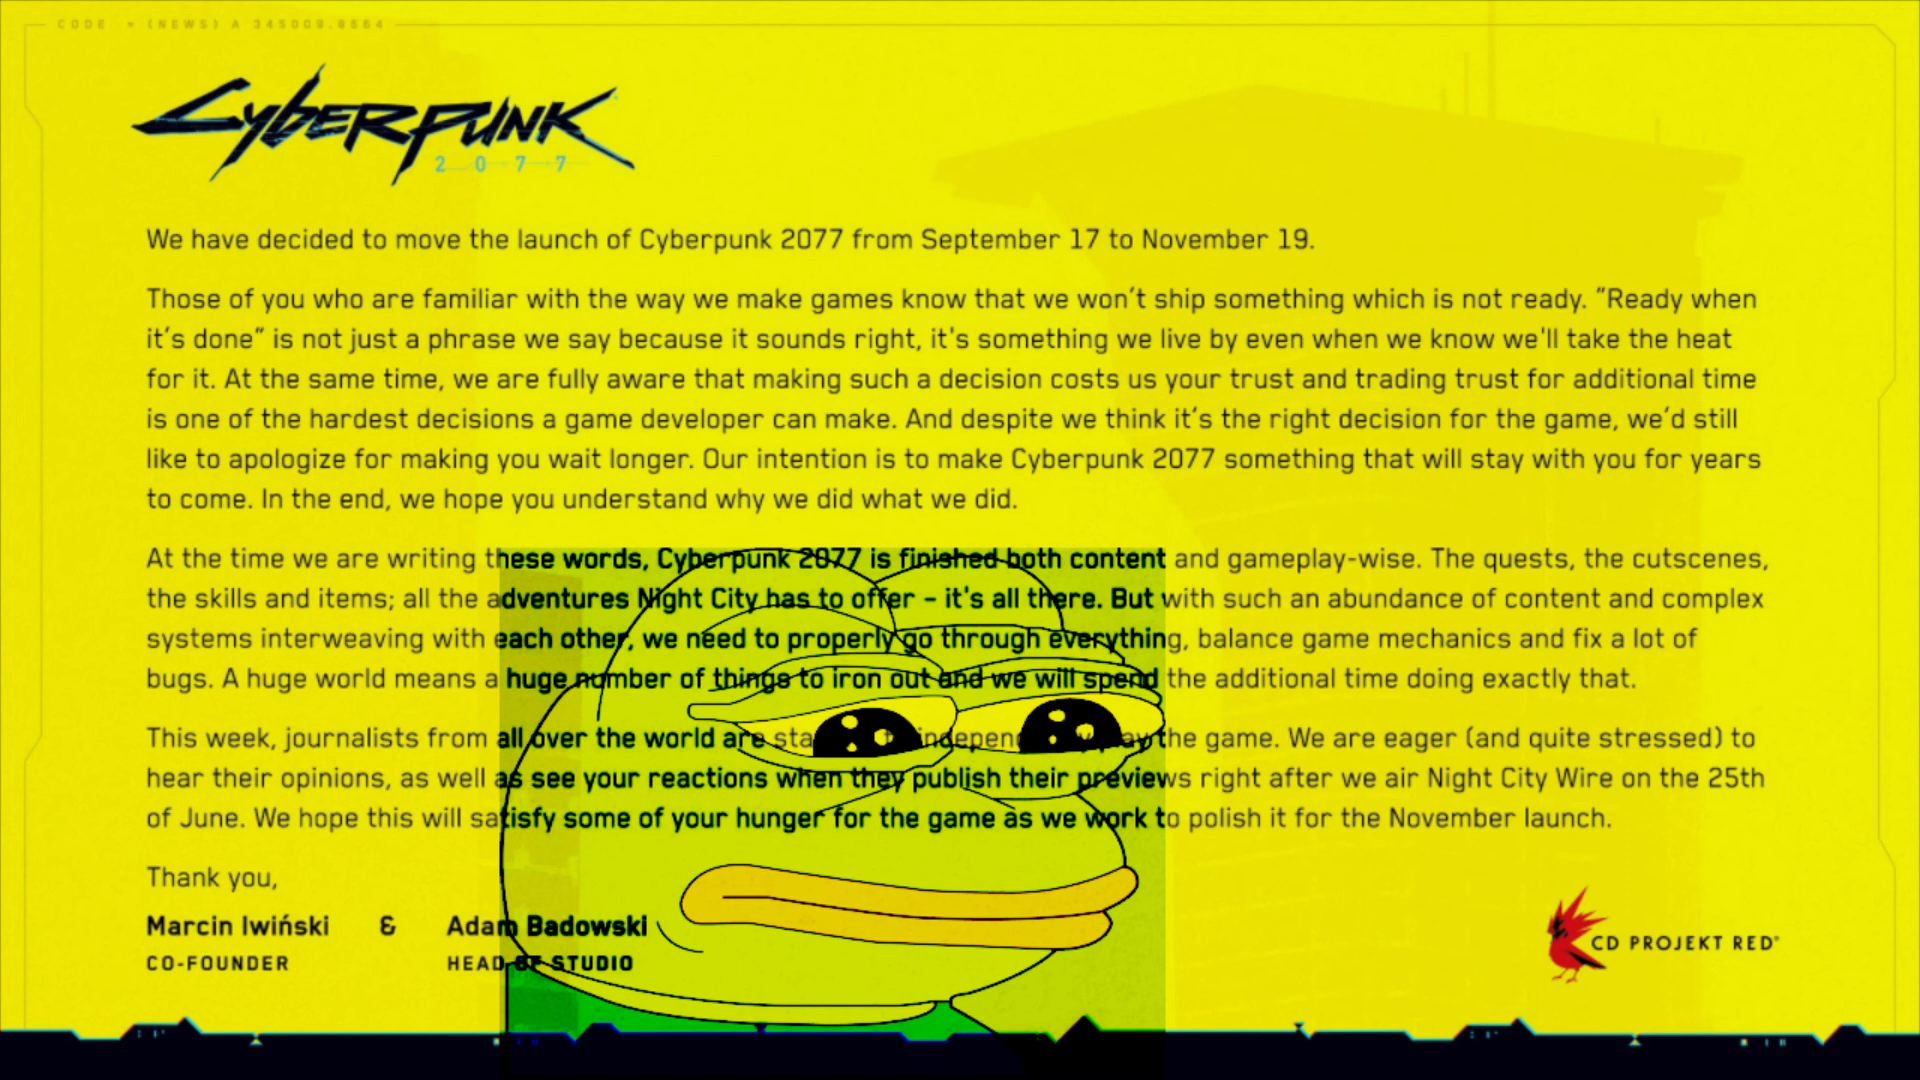 CODE = (NEWS) A 345009.8664
CYBERPUNK
2077
We have decided to move the launch of Cyberpunk 2077 from September 17 to November 19.
Those of you who are familiar with the way we make games know that we won't ship something which is not ready. "Ready when
it's done" is not just a phrase we say because it sounds right, it's something we live by even when we know we'll take the heat
for it. At the same time, we are fully aware that making such a decision costs us your trust and trading trust for additional time
is one of the hardest decisions a game developer can make. And despite we think it's the right decision for the game, we'd still
like to apologize for making you wait longer. Our intention is to make Cyberpunk 2077 something that will stay with you for years
to come. In the end, we hope you understand why we did what we did.
At the time we are writing these words, Cyberpunk 2077 is finished both content and gameplay-wise. The quests, the cutscenes,
the skills and items; all the adventures Night City has to offer – it's all there. But with such an abundance of content and complex
systems interweaving with each other, we need to properly go through everything, balance game mechanics and fix a lot of
bugs. A huge world means a huge number of things to iron out and we will spend the additional time doing exactly that.
This week, journalists from all over the world are the game. We are eager (and quite stressed) to
hear their opinions, as well as see your reactions when they publish their previews right after we air Night City Wire on the 25th
of June. We hope this will satisfy some of your hunger for the game as we work to polish it for the November launch.
Thank you,
Marcin Iwiński & Adam Badowski
CO-FOUNDER HEAD OF STUDIO
CD PROJEKT RED®